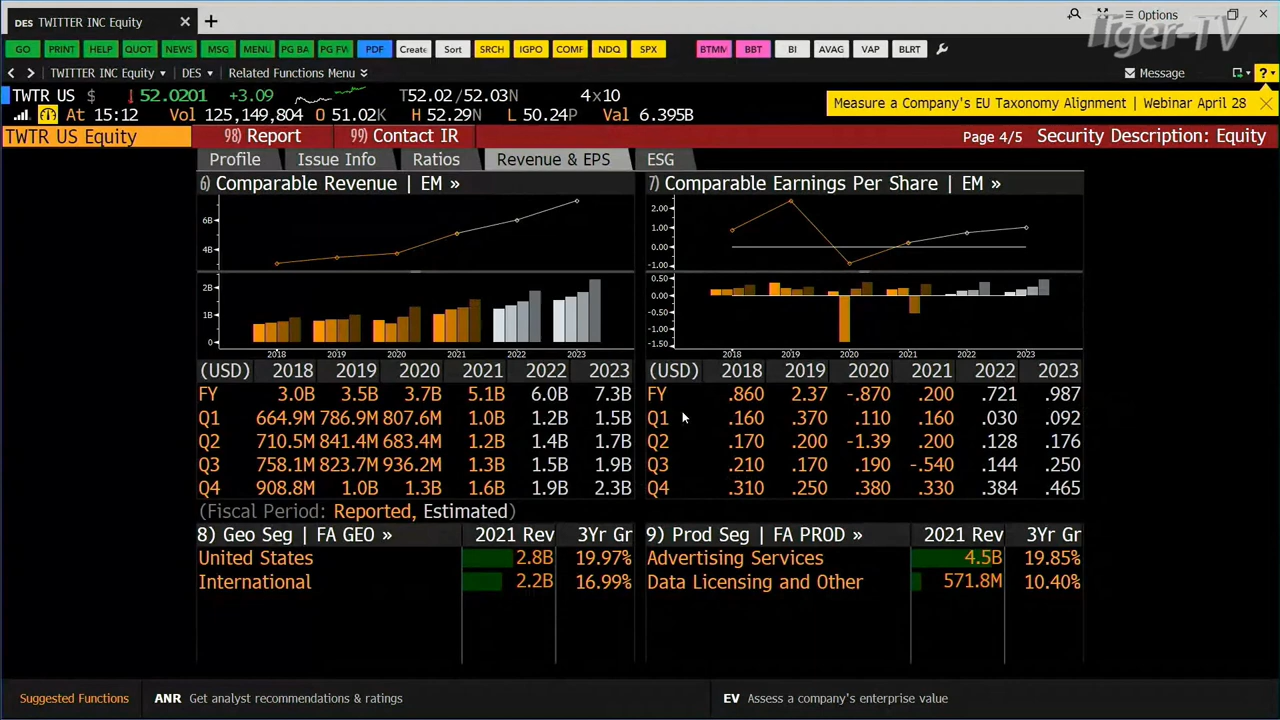 DES TWITTER INC Equity
Options
Tiger-TV
GO PRINT HELP QUOT NEWS MSG MENU PG BA PG FW PDF Create Sort SRCH IGPO COMF NDQ SPX BTMM BBT BI AVAG VAP BLRT
TWITTER INC Equity DES Related Functions Menu Message ?
TWTR US $ 52.0201 +3.09 T52.02/52.03N 4x10
At 15:12 Vol 125,149,804 O 51.02K H 52.29N L 50.24P Val 6.395B
Measure a Company's EU Taxonomy Alignment | Webinar April 28
TWTR US Equity 98) Report 99) Contact IR Page 4/5 Security Description: Equity
Profile Issue Info Ratios Revenue & EPS ESG
6) Comparable Revenue | EM »
6B
4B
2B
1B
0
2018 2019 2020 2021 2022 2023
(USD) 2018 2019 2020 2021 2022 2023
FY 3.0B 3.5B 3.7B 5.1B 6.0B 7.3B
Q1 664.9M 786.9M 807.6M 1.0B 1.2B 1.5B
Q2 710.5M 841.4M 683.4M 1.2B 1.4B 1.7B
Q3 758.1M 823.7M 936.2M 1.3B 1.5B 1.9B
Q4 908.8M 1.0B 1.3B 1.6B 1.9B 2.3B
7) Comparable Earnings Per Share | EM »
2.00
1.00
0.00
-1.00
0.50
0.00
-0.50
-1.00
-1.50
2018 2019 2020 2021 2022 2023
(USD) 2018 2019 2020 2021 2022 2023
FY .860 2.37 -.870 .200 .721 .987
Q1 .160 .370 .110 .160 .030 .092
Q2 .170 .200 -1.39 .200 .128 .176
Q3 .210 .170 .190 -.540 .144 .250
Q4 .310 .250 .380 .330 .384 .465
(Fiscal Period: Reported, Estimated)
8) Geo Seg | FA GEO » 2021 Rev 3Yr Gr
United States 2.8B 19.97%
International 2.2B 16.99%
9) Prod Seg | FA PROD » 2021 Rev 3Yr Gr
Advertising Services 4.5B 19.85%
Data Licensing and Other 571.8M 10.40%
Suggested Functions ANR Get analyst recommendations & ratings EV Assess a company's enterprise value